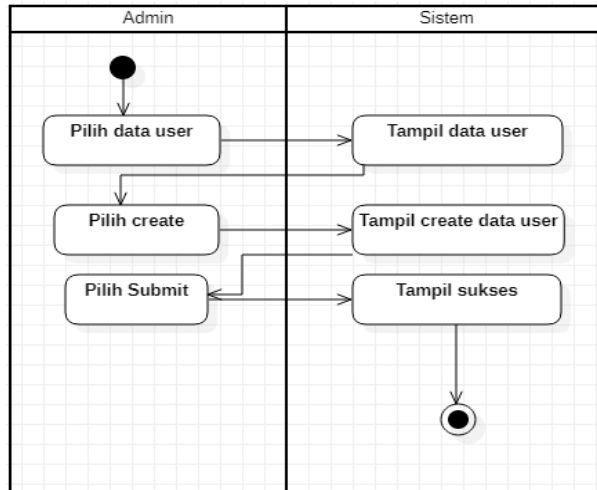 Admin
Sistem
Pilih data user
Tampil data user
Pilih create
Tampil create data user
Pilih Submit
Tampil sukses